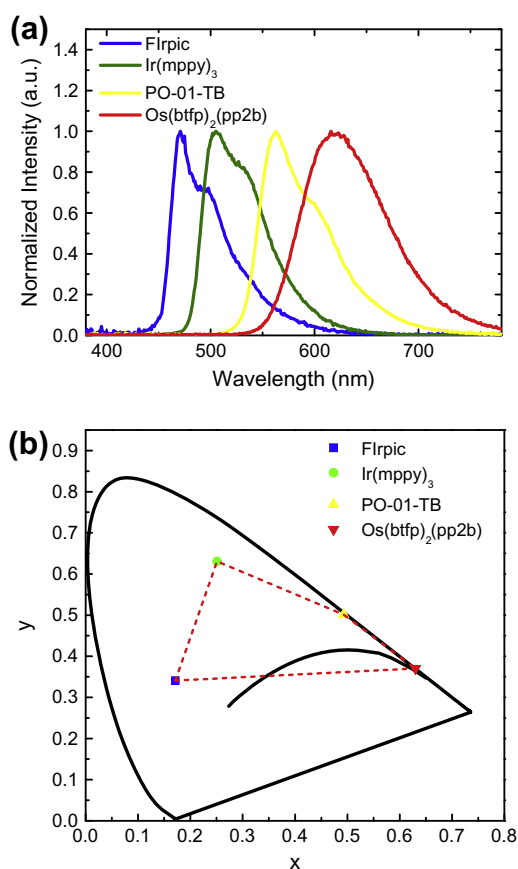 (a)
FIrpic
Ir(mppy)₃
PO-01-TB
Os(btfp)₂(pp2b)
Normalized Intensity (a.u.)
1.4
1.2
1.0
0.8
0.6
0.4
0.2
0.0
400 500 600 700
Wavelength (nm)
(b)
FIrpic
Ir(mppy)₃
PO-01-TB
Os(btfp)₂(pp2b)
y
0.9
0.8
0.7
0.6
0.5
0.4
0.3
0.2
0.1
0.0
0.0 0.1 0.2 0.3 0.4 0.5 0.6 0.7 0.8
x